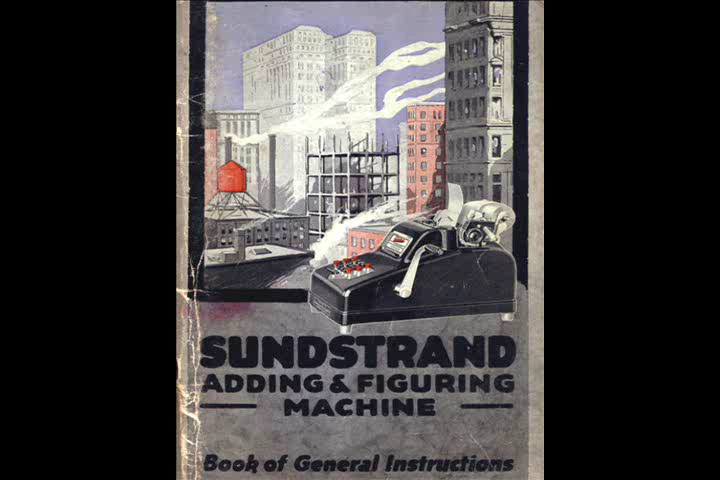 SUNDSTRAND
ADDING & FIGURING
MACHINE
Book of General Instructions